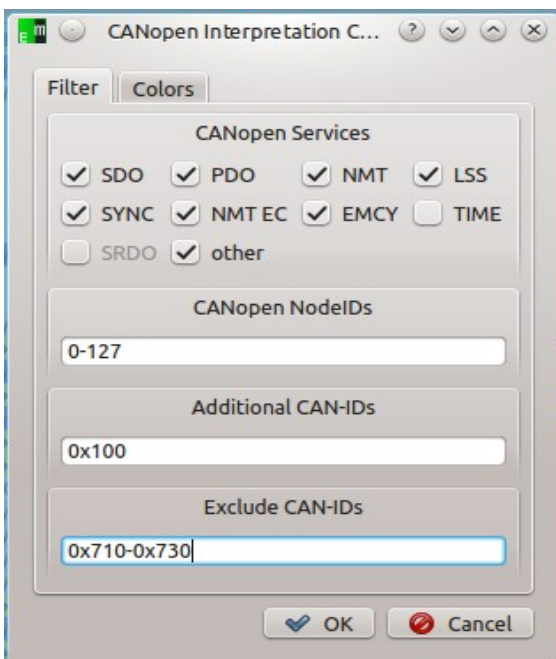 CANopen Interpretation C...
Filter Colors
CANopen Services
SDO PDO NMT LSS
SYNC NMT EC EMCY TIME
SRDO other
CANopen NodeIDs
0-127
Additional CAN-IDs
0x100
Exclude CAN-IDs
0x710-0x730
OK Cancel